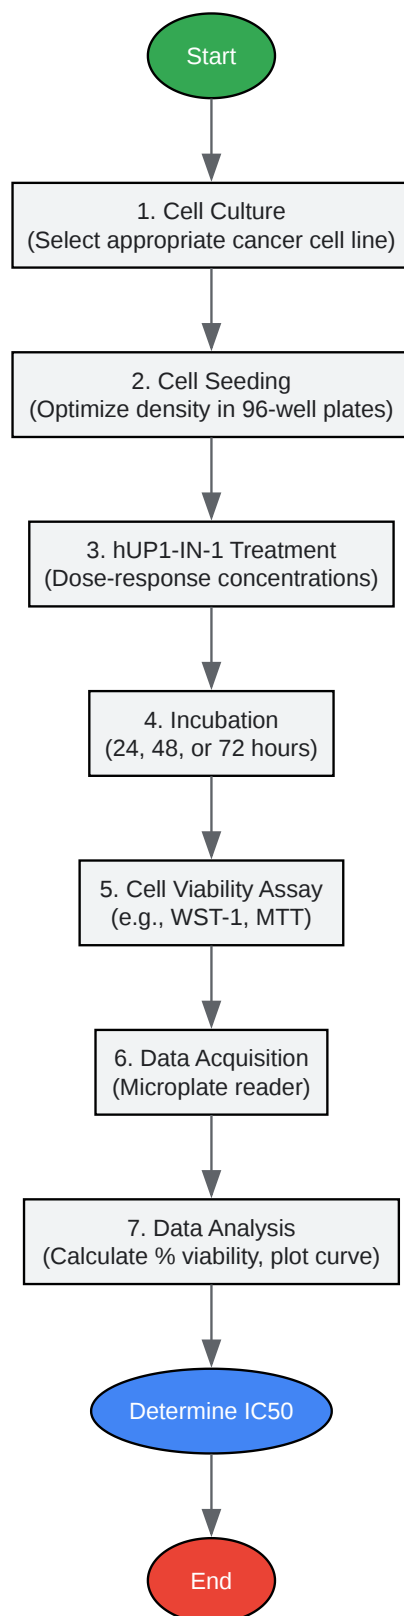 Start
1. Cell Culture
(Select appropriate cancer cell line)
2. Cell Seeding
(Optimize density in 96-well plates)
3. hUP1-IN-1 Treatment
(Dose-response concentrations)
4. Incubation
(24, 48, or 72 hours)
5. Cell Viability Assay
(e.g., WST-1, MTT)
6. Data Acquisition
(Microplate reader)
7. Data Analysis
(Calculate % viability, plot curve)
Determine IC50
End